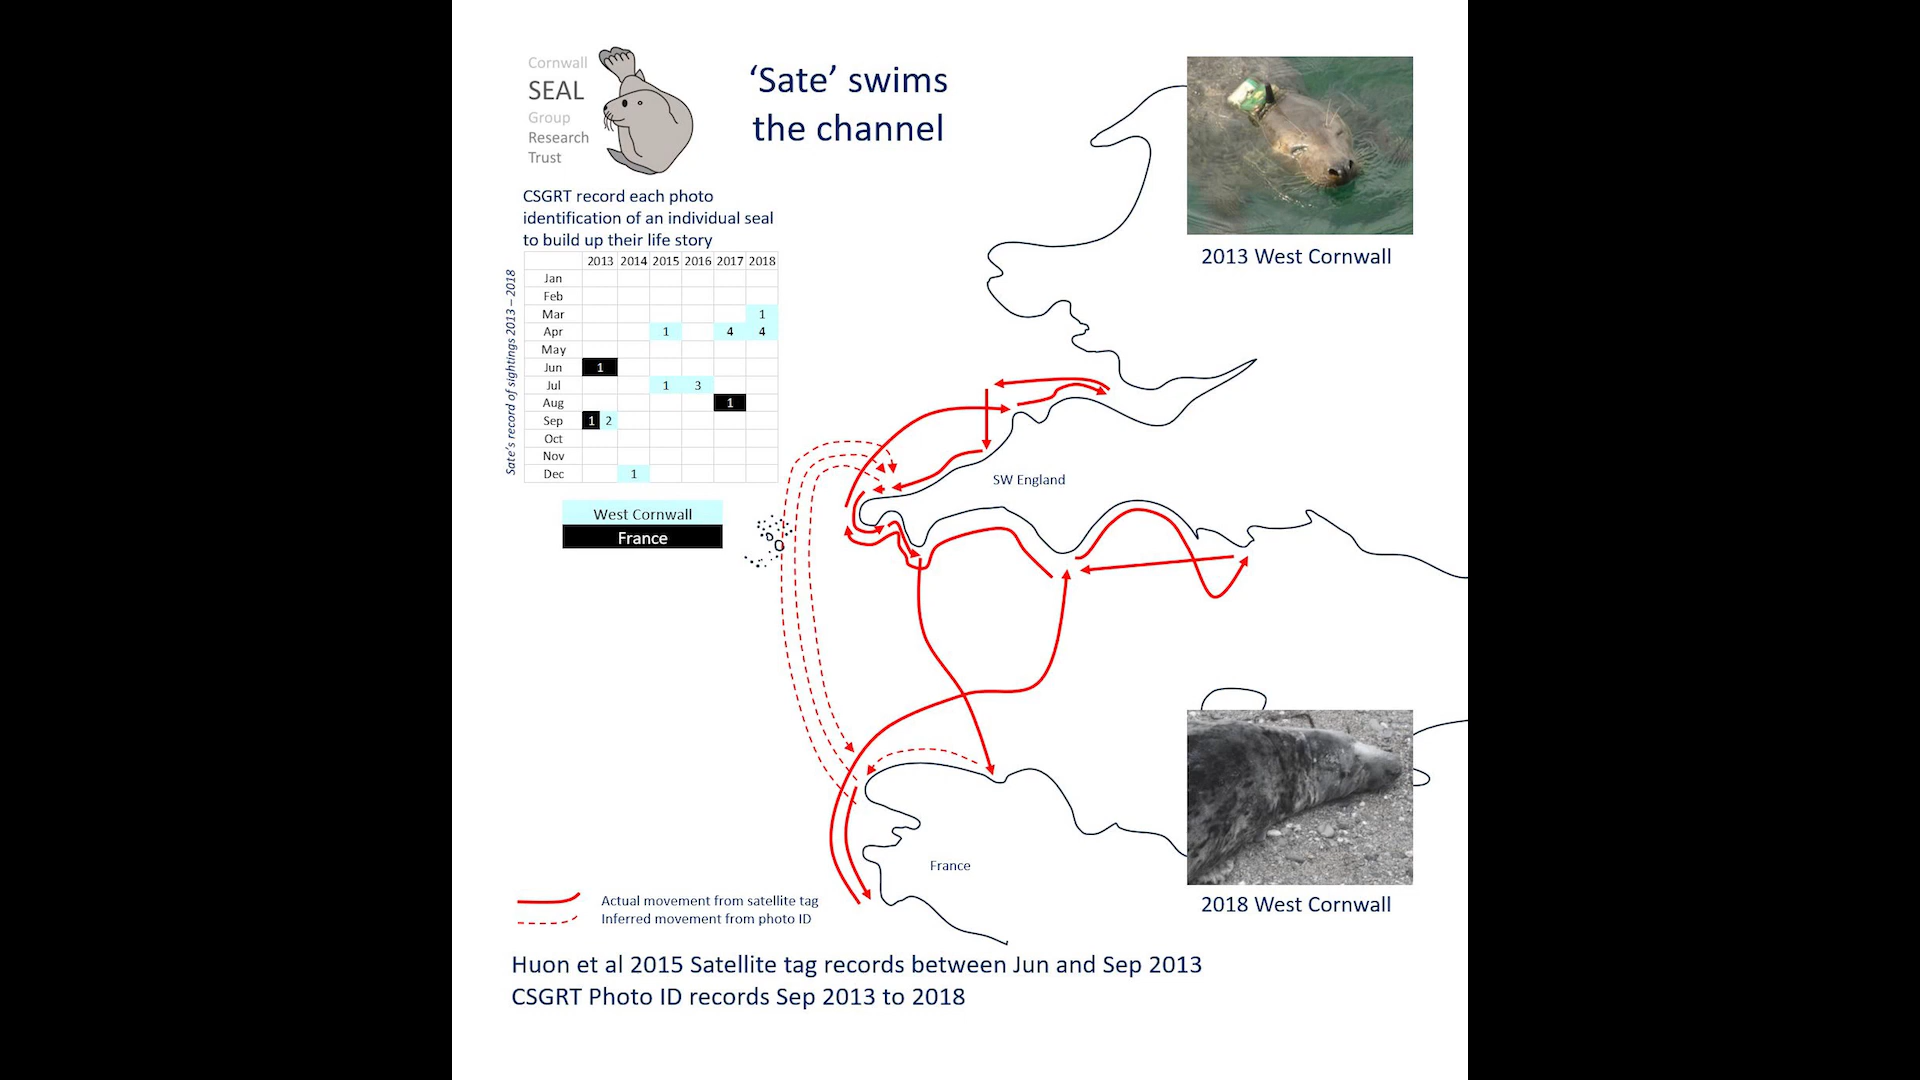 Cornwall
SEAL
Group
Research
Trust
‘Sate’ swims
the channel
CSGRT record each photo
identification of an individual seal
to build up their life story
Sate's record of sightings 2013 – 2018
2013 2014 2015 2016 2017 2018
Jan
Feb
Mar 1
Apr 1 4 4
May
Jun 1
Jul 1 3
Aug 1
Sep 1 2
Oct
Nov
Dec 1
West Cornwall
France
2013 West Cornwall
SW England
France
2018 West Cornwall
Actual movement from satellite tag
Inferred movement from photo ID
Huon et al 2015 Satellite tag records between Jun and Sep 2013
CSGRT Photo ID records Sep 2013 to 2018